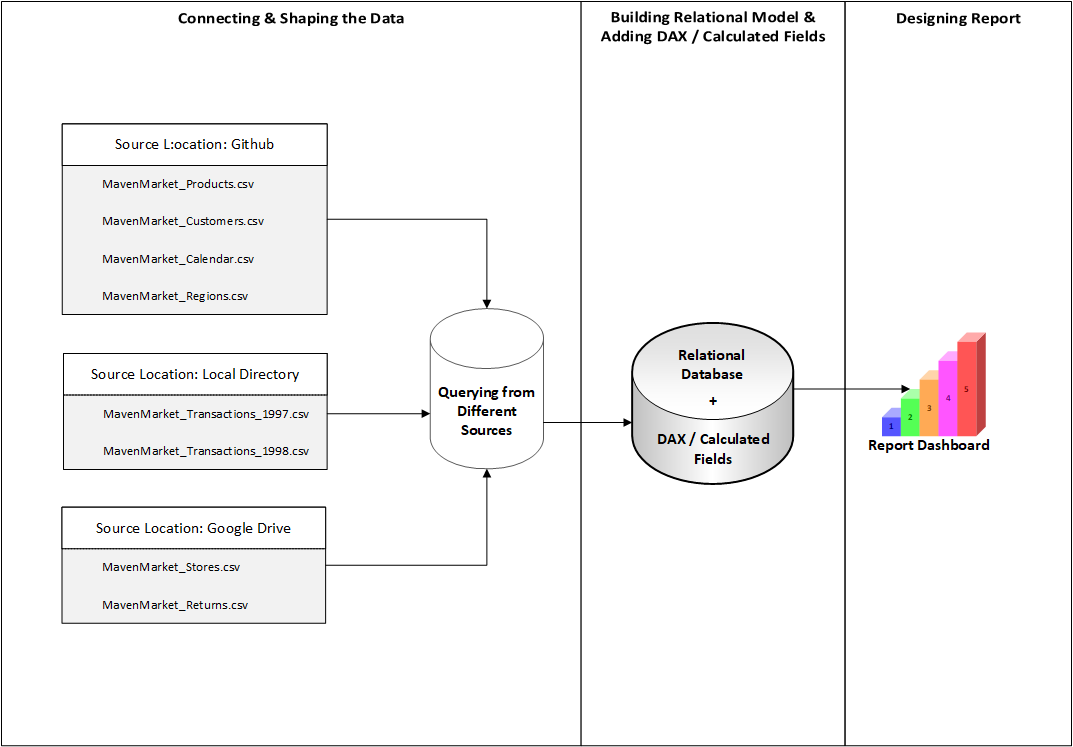 Connecting & Shaping the Data
Building Relational Model &
Adding DAX / Calculated Fields
Designing Report
Source L:ocation: Github
MavenMarket_Products.csv
MavenMarket_Customers.csv
MavenMarket_Calendar.csv
MavenMarket_Regions.csv
Source Location: Local Directory
MavenMarket_Transactions_1997.csv
MavenMarket_Transactions_1998.csv
Source Location: Google Drive
MavenMarket_Stores.csv
MavenMarket_Returns.csv
Querying from
Different
Sources
Relational
Database
+
DAX / Calculated
Fields
1
2
3
4
5
Report Dashboard